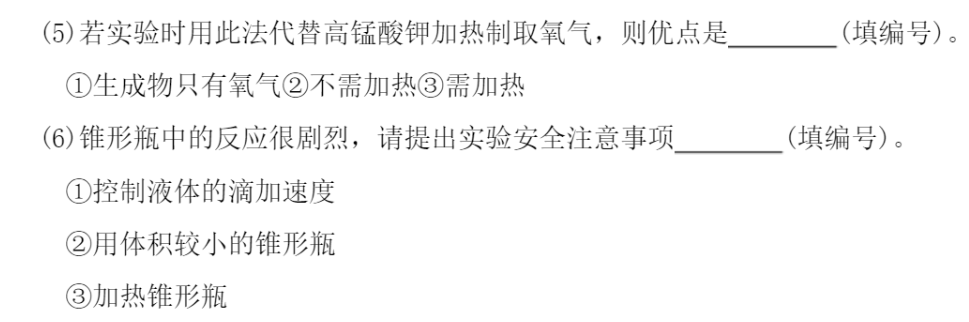 (5)若实验时用此法代替高锰酸钾加热制取氧气，则优点是________(填编号)。
①生成物只有氧气②不需加热③需加热
(6)锥形瓶中的反应很剧烈，请提出实验安全注意事项________(填编号)。
①控制液体的滴加速度
②用体积较小的锥形瓶
③加热锥形瓶